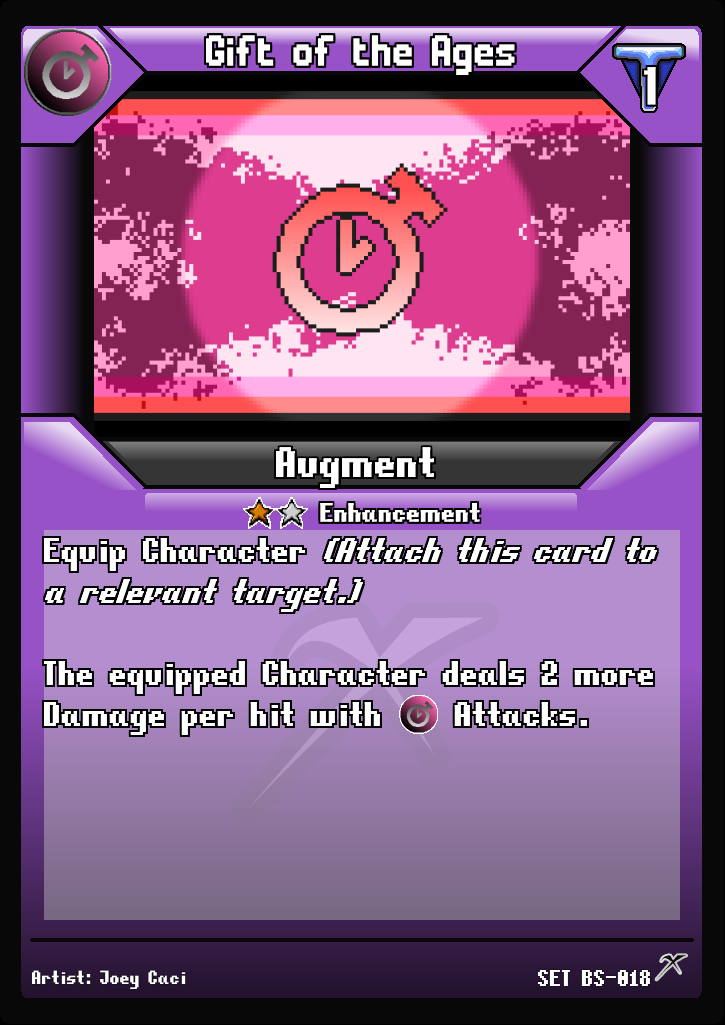 Gift of the Ages
1
Augment
Enhancement
Equip Character (Attach this card to
a relevant target.)
The equipped Character deals 2 more
Damage per hit with Attacks.
Artist: Joey Caci
SET BS-018